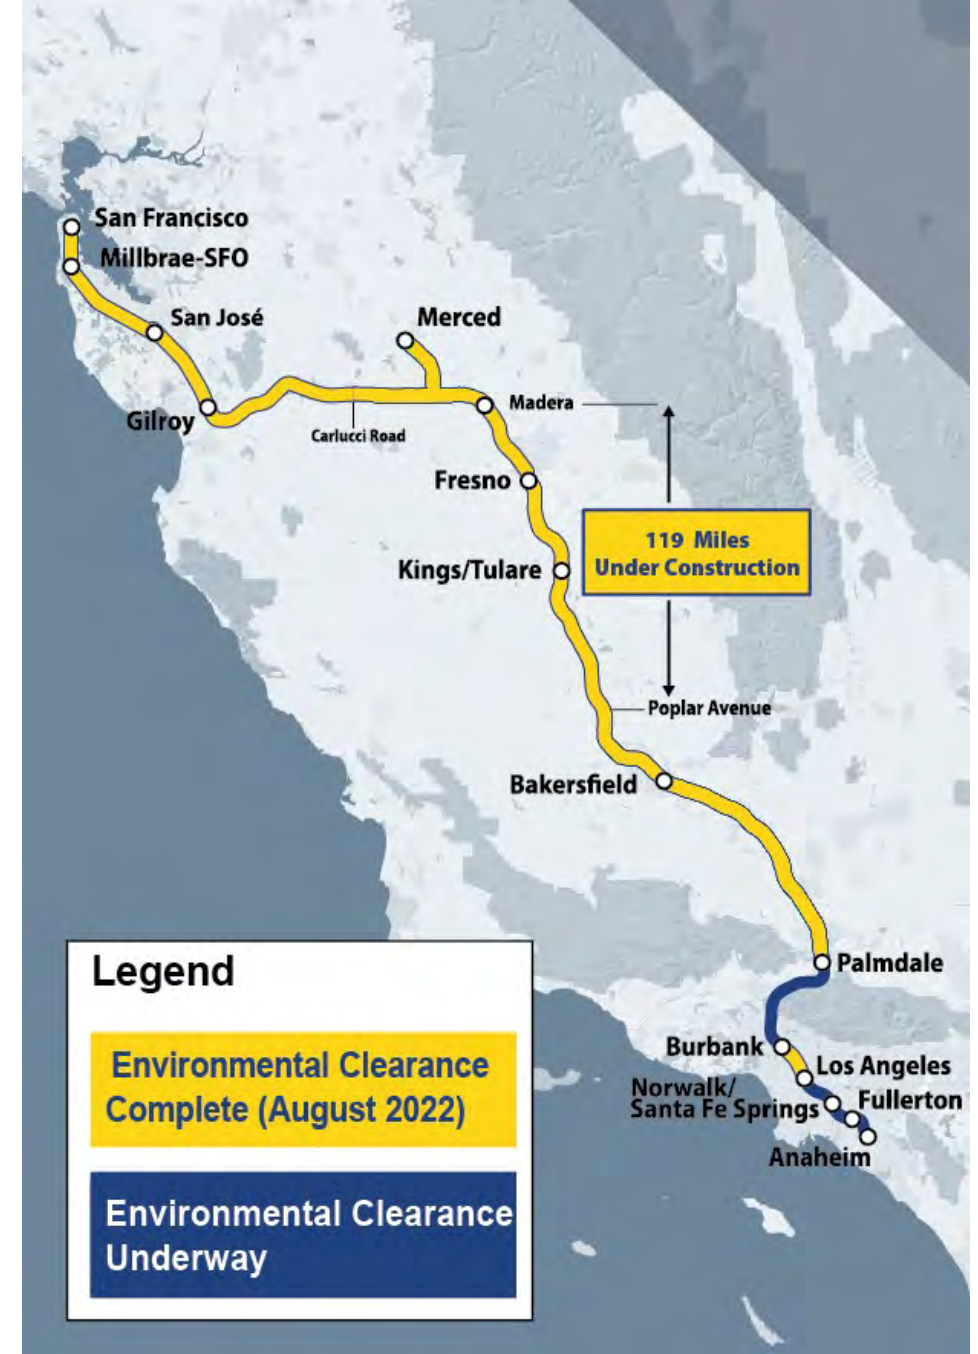 San Francisco
Millbrae-SFO
San José
Merced
Gilroy
Carlucci Road
Madera
Fresno
119 Miles
Under Construction
Kings/Tulare
Poplar Avenue
Bakersfield
Palmdale
Burbank
Los Angeles
Norwalk/
Santa Fe Springs
Fullerton
Anaheim
Legend
Environmental Clearance
Complete (August 2022)
Environmental Clearance
Underway